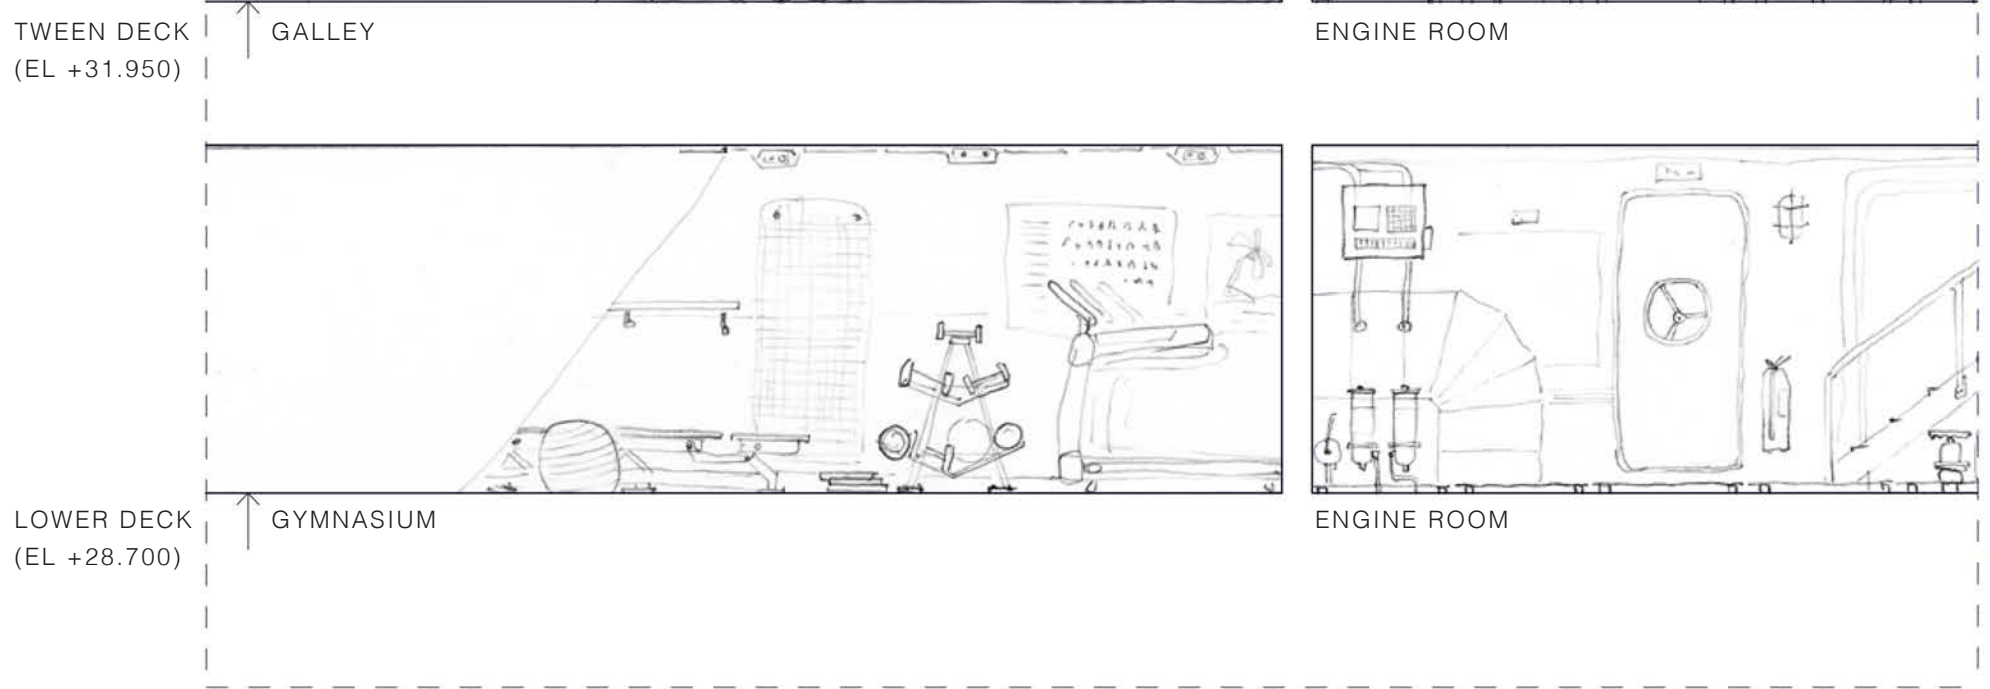 TWEEN DECK
(EL +31.950)
GALLEY
ENGINE ROOM
LOWER DECK
(EL +28.700)
GYMNASIUM
ENGINE ROOM